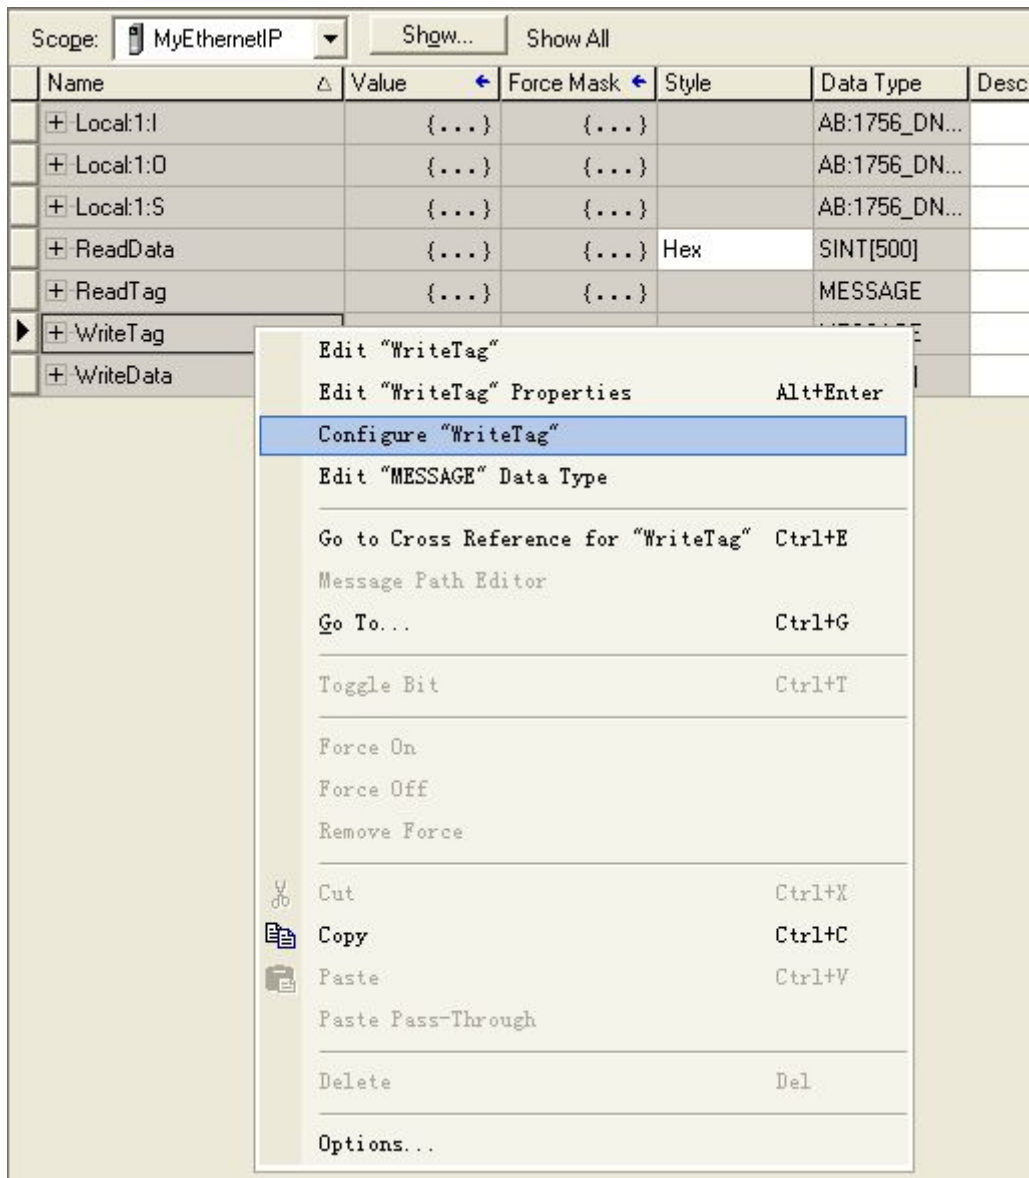 Scope: MyEthernetIP Show... Show All
Name Value Force Mask Style Data Type Desc
Local:1:I {...} {...} AB:1756_DN...
Local:1:O {...} {...} AB:1756_DN...
Local:1:S {...} {...} AB:1756_DN...
ReadData {...} {...} Hex SINT[500]
ReadTag {...} {...} MESSAGE
WriteTag
WriteData
Edit "WriteTag"
Edit "WriteTag" Properties Alt+Enter
Configure "WriteTag"
Edit "MESSAGE" Data Type
Go to Cross Reference for "WriteTag" Ctrl+E
Message Path Editor
Go To... Ctrl+G
Toggle Bit Ctrl+T
Force On
Force Off
Remove Force
Cut Ctrl+X
Copy Ctrl+C
Paste Ctrl+V
Paste Pass-Through
Delete Del
Options...